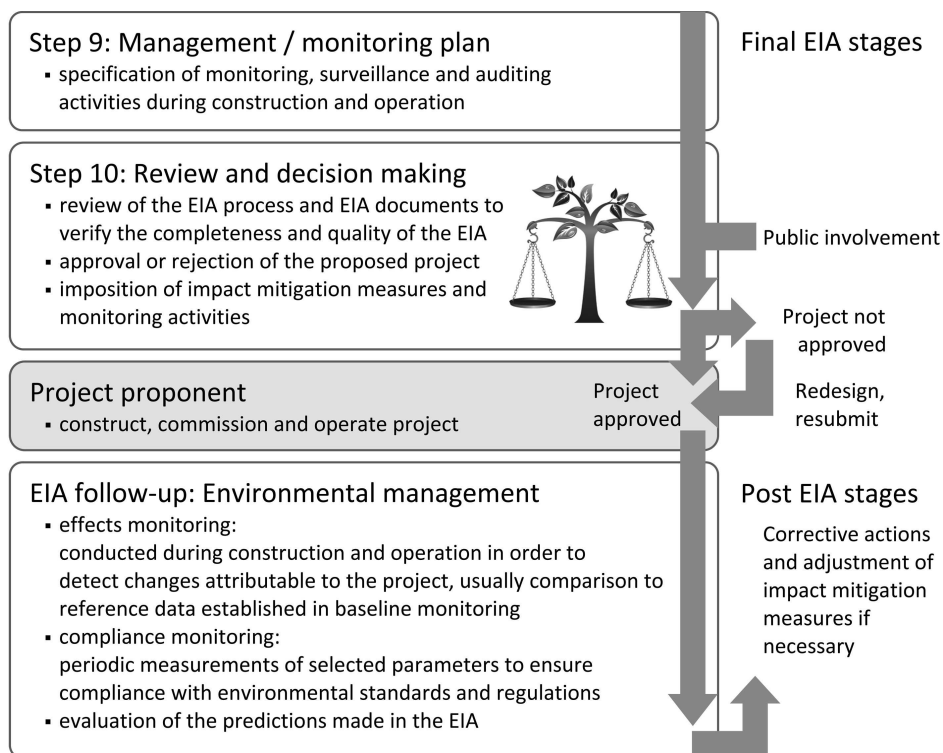 Step 9: Management / monitoring plan
▪ specification of monitoring, surveillance and auditing
activities during construction and operation
Final EIA stages
Step 10: Review and decision making
▪ review of the EIA process and EIA documents to
verify the completeness and quality of the EIA
▪ approval or rejection of the proposed project
▪ imposition of impact mitigation measures and
monitoring activities
Public involvement
Project not
approved
Project proponent
▪ construct, commission and operate project
Project
approved
Redesign,
resubmit
EIA follow-up: Environmental management
▪ effects monitoring:
conducted during construction and operation in order to
detect changes attributable to the project, usually comparison to
reference data established in baseline monitoring
▪ compliance monitoring:
periodic measurements of selected parameters to ensure
compliance with environmental standards and regulations
▪ evaluation of the predictions made in the EIA
Post EIA stages
Corrective actions
and adjustment of
impact mitigation
measures if
necessary